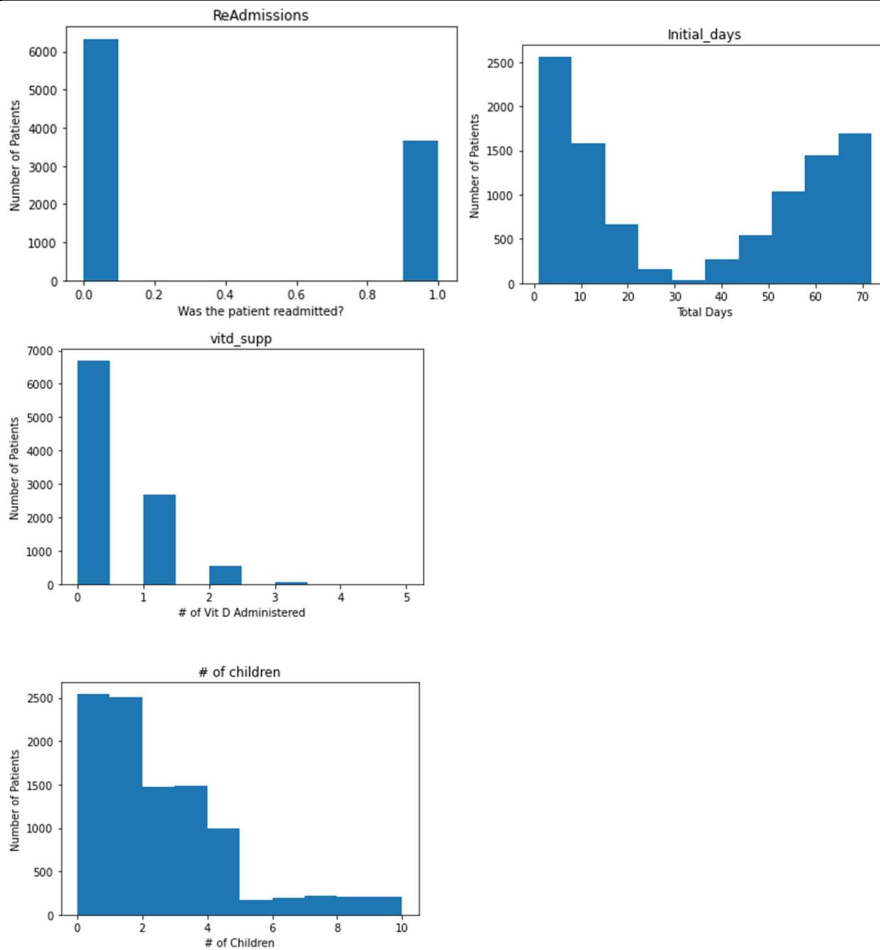 ReAdmissions
6000
5000
4000
3000
2000
1000
0
Number of Patients
0.0 0.2 0.4 0.6 0.8 1.0
Was the patient readmitted?
Initial_days
2500
2000
1500
1000
500
0
Number of Patients
0 10 20 30 40 50 60 70
Total Days
vitd_supp
7000
6000
5000
4000
3000
2000
1000
0
Number of Patients
0 1 2 3 4 5
# of Vit D Administered
# of children
2500
2000
1500
1000
500
0
Number of Patients
0 2 4 6 8 10
# of Children